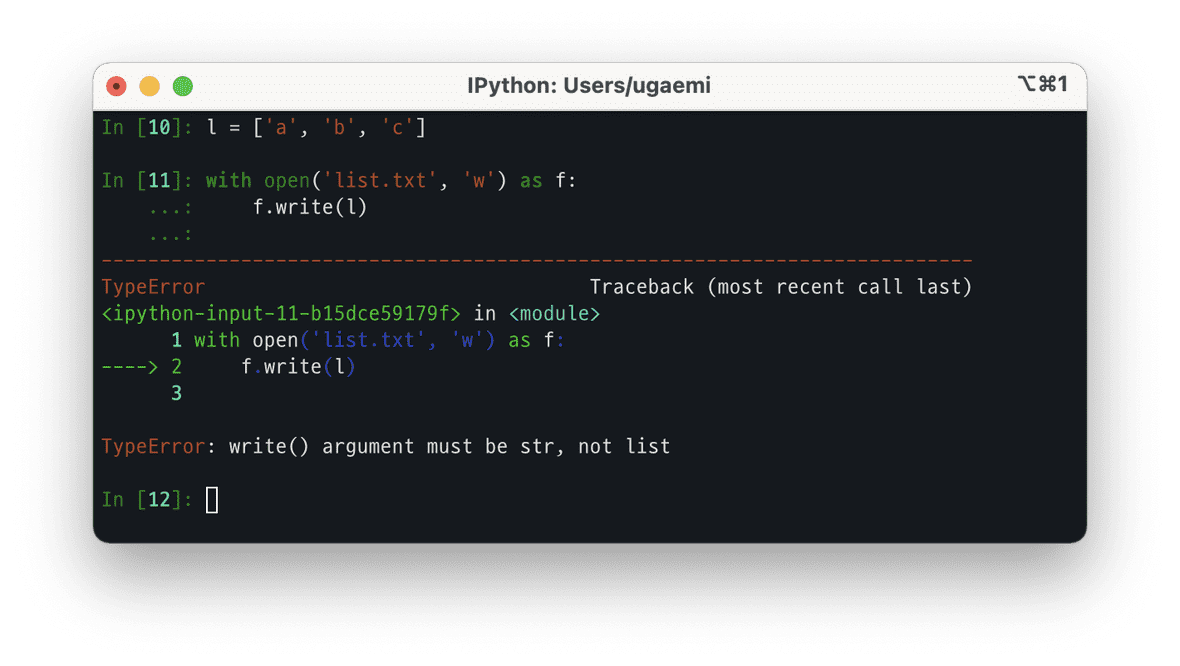 IPython: Users/ugaemi ⌥⌘1
In [10]: l = ['a', 'b', 'c']
In [11]: with open('list.txt', 'w') as f:
    ...:     f.write(l)
    ...:
---------------------------------------------------------------------------
TypeError                                 Traceback (most recent call last)
<ipython-input-11-b15dce59179f> in <module>
      1 with open('list.txt', 'w') as f:
----> 2     f.write(l)
      3
TypeError: write() argument must be str, not list
In [12]: